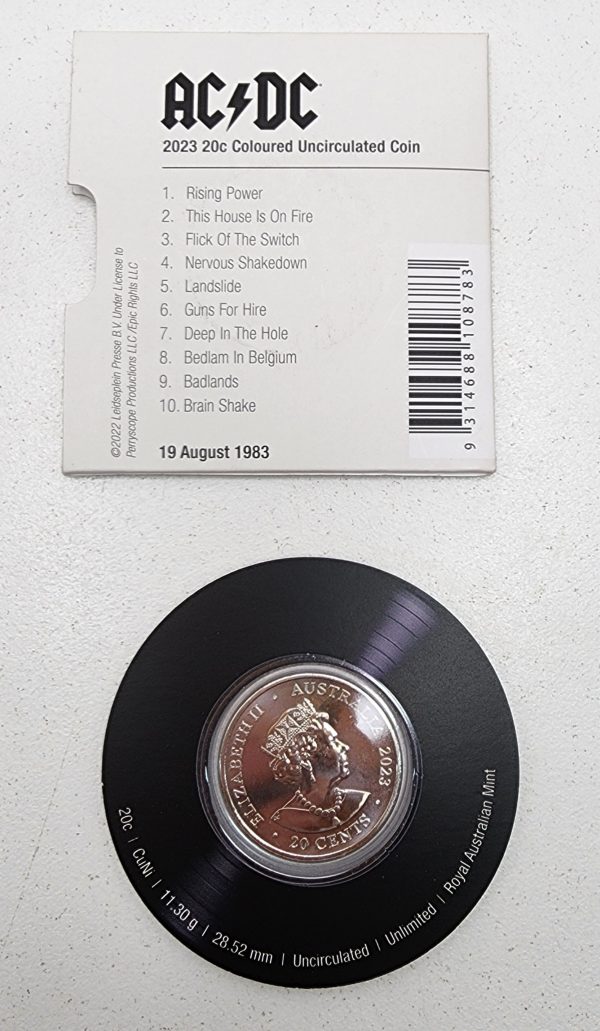 AC DC
2023 20c Coloured Uncirculated Coin
1. Rising Power
2. This House Is On Fire
3. Flick Of The Switch
4. Nervous Shakedown
5. Landslide
6. Guns For Hire
7. Deep In The Hole
8. Bedlam In Belgium
9. Badlands
10. Brain Shake
19 August 1983
©2022 Leidseplein Presse B.V. Under License to
Perryscope Productions LLC /Epic Rights LLC
9 314688 108783
ELIZABETH II • AUSTRALIA 2023 •
20 CENTS •
20c | CuNi | 11.30 g | 28.52 mm | Uncirculated | Unlimited | Royal Australian Mint